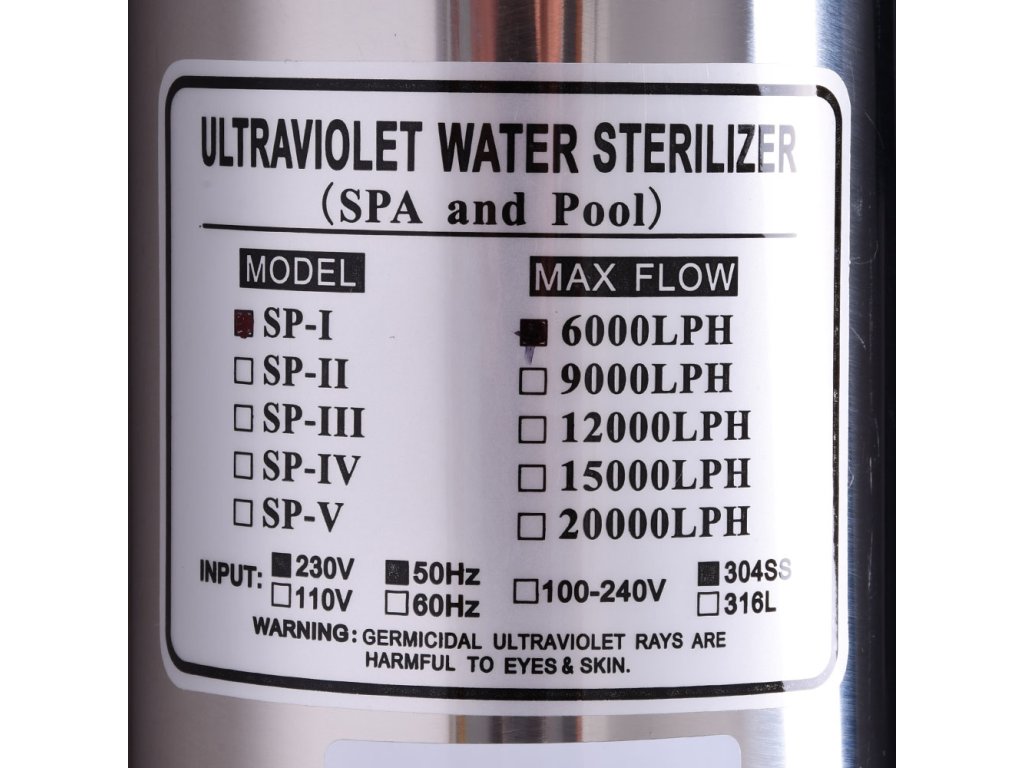 ULTRAVIOLET WATER STERILIZER
(SPA and Pool)
MODEL MAX FLOW
SP-I 6000LPH
SP-II 9000LPH
SP-III 12000LPH
SP-IV 15000LPH
SP-V 20000LPH
INPUT: 230V 50Hz 100-240V 304SS
110V 60Hz 316L
WARNING: GERMICIDAL ULTRAVIOLET RAYS ARE
HARMFUL TO EYES & SKIN.